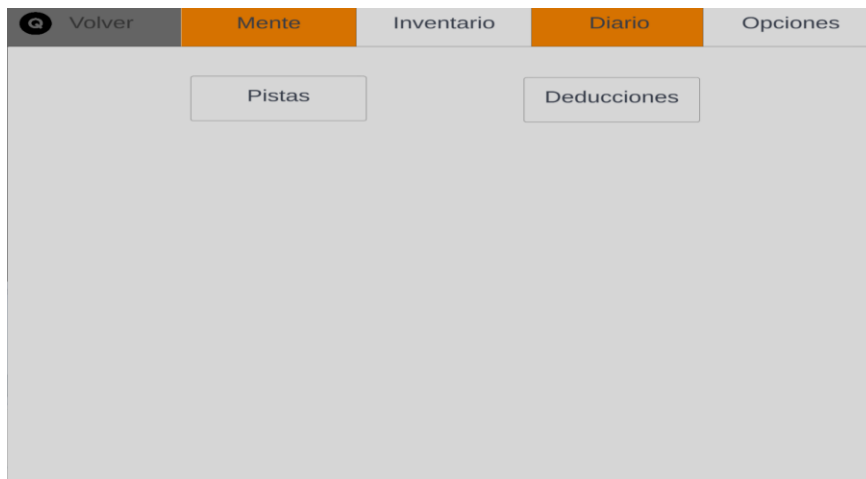 Q Volver Mente Inventario Diario Opciones
Pistas Deducciones